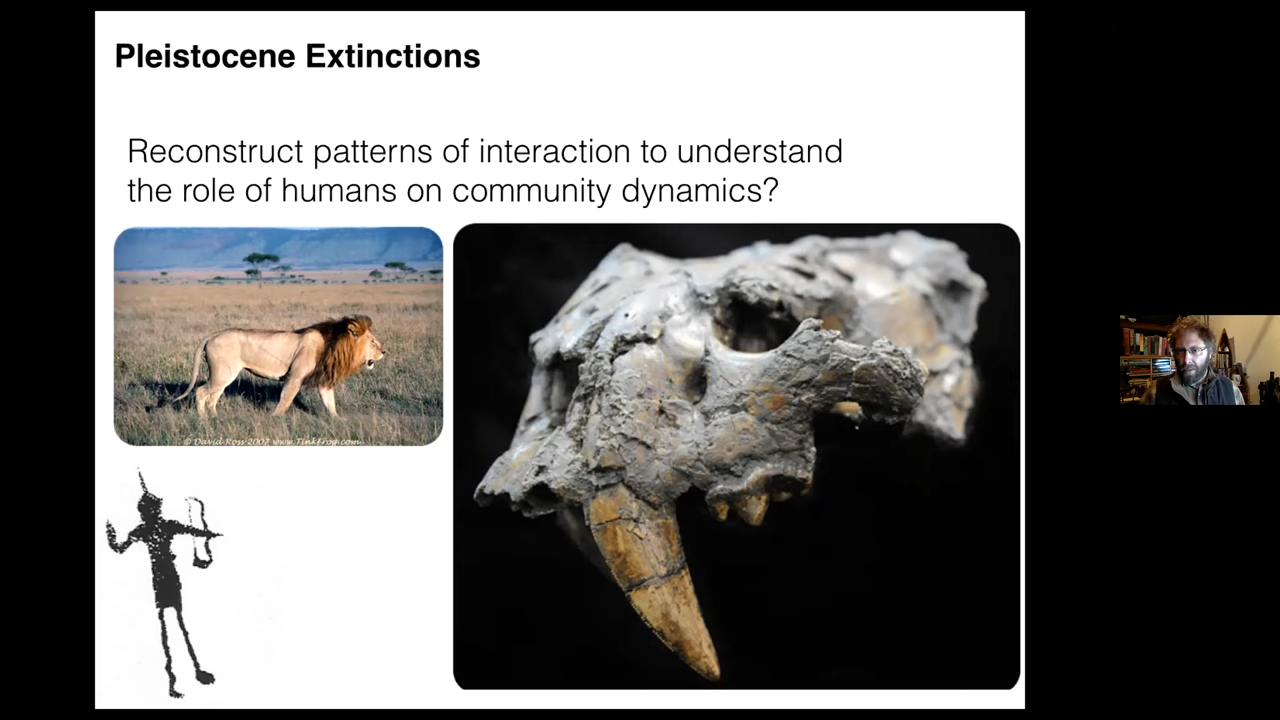 Pleistocene Extinctions
Reconstruct patterns of interaction to understand
the role of humans on community dynamics?
© David Ross 2007 www.TinkFrog.com